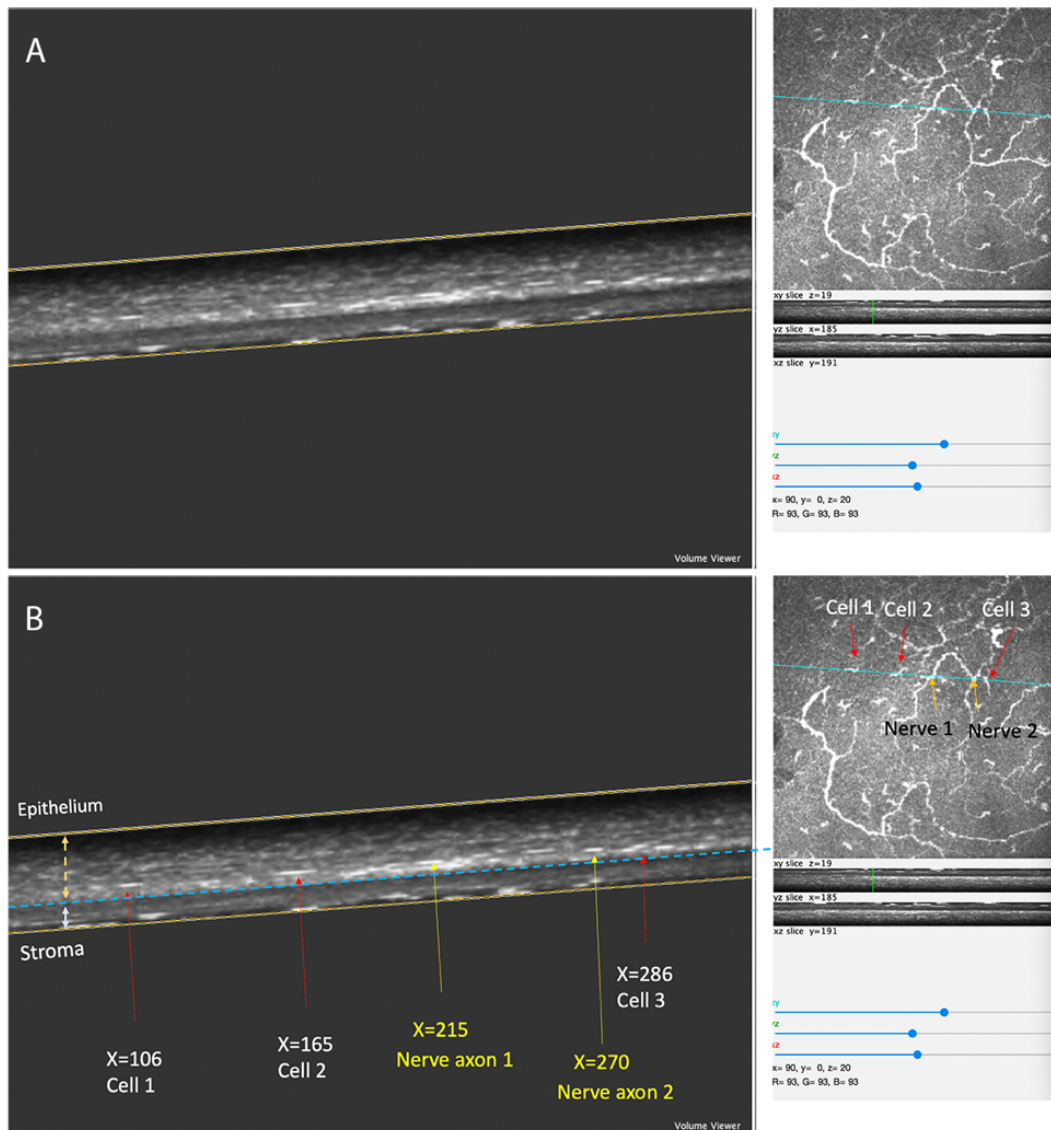 A
xy slice z=19
yz slice x=185
xz slice y=191
xy
yz
xz
x= 90, y= 0, z= 20
R= 93, G= 93, B= 93
Volume Viewer
B
Cell 1
Cell 2
Cell 3
Nerve 1
Nerve 2
Epithelium
Stroma
xy slice z=19
yz slice x=185
xz slice y=191
X=106
Cell 1
X=165
Cell 2
X=215
Nerve axon 1
X=270
Nerve axon 2
X=286
Cell 3
xy
yz
xz
x= 90, y= 0, z= 20
R= 93, G= 93, B= 93
Volume Viewer